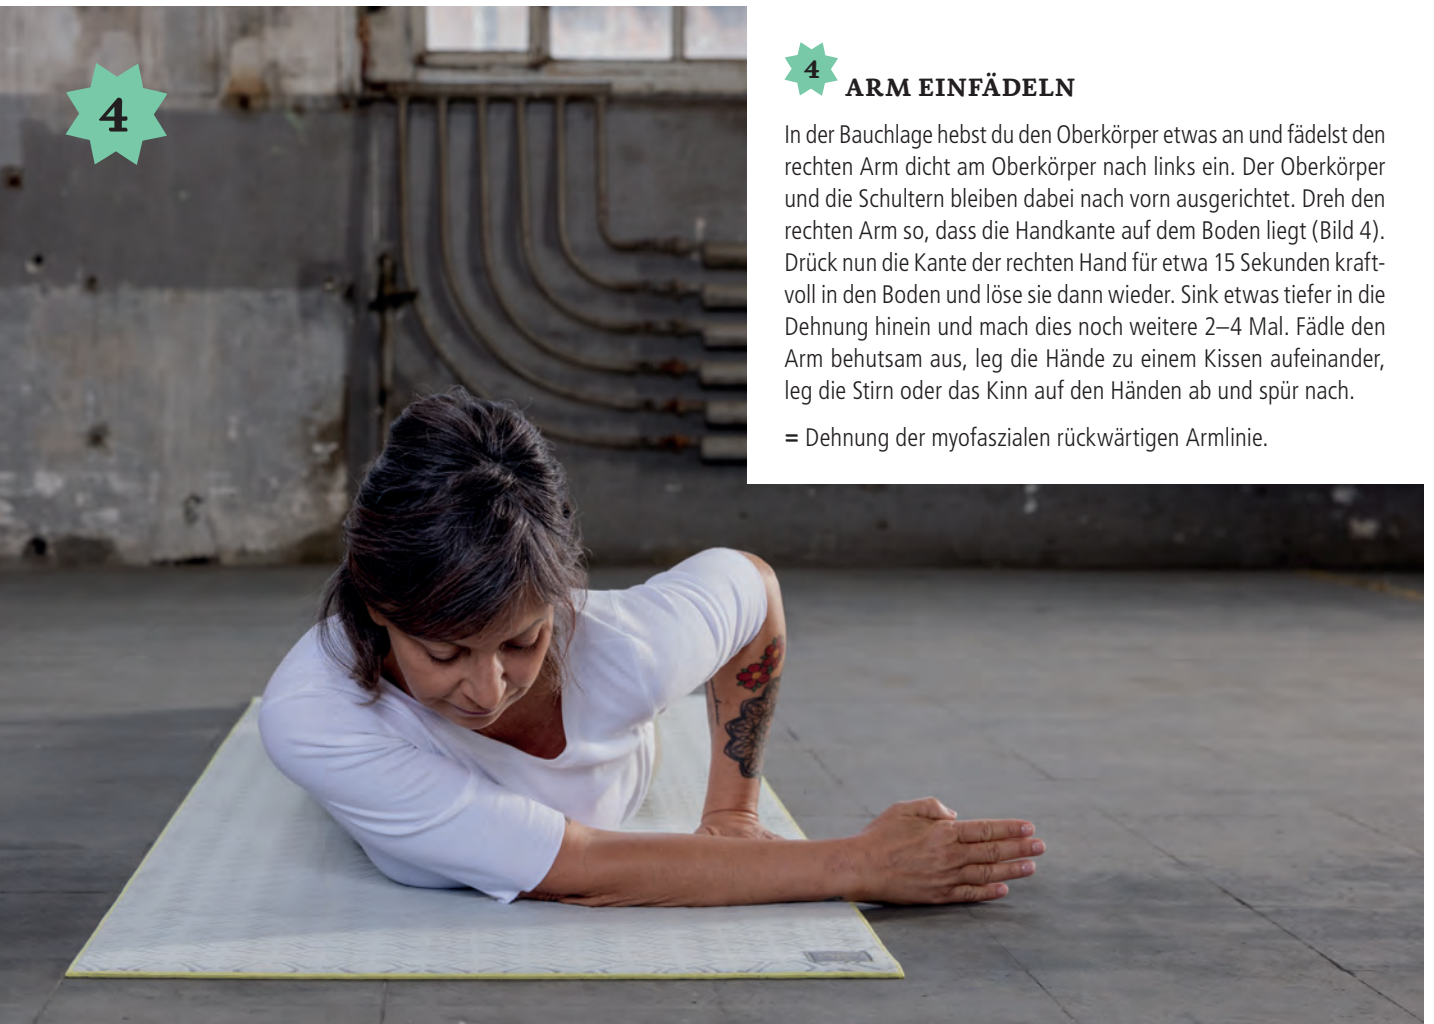 4
4
ARM EINFÄDELN
In der Bauchlage hebst du den Oberkörper etwas an und fädelst den
rechten Arm dicht am Oberkörper nach links ein. Der Oberkörper
und die Schultern bleiben dabei nach vorn ausgerichtet. Dreh den
rechten Arm so, dass die Handkante auf dem Boden liegt (Bild 4).
Drück nun die Kante der rechten Hand für etwa 15 Sekunden kraft-
voll in den Boden und löse sie dann wieder. Sink etwas tiefer in die
Dehnung hinein und mach dies noch weitere 2–4 Mal. Fädle den
Arm behutsam aus, leg die Hände zu einem Kissen aufeinander,
leg die Stirn oder das Kinn auf den Händen ab und spür nach.
= Dehnung der myofaszialen rückwärtigen Armlinie.